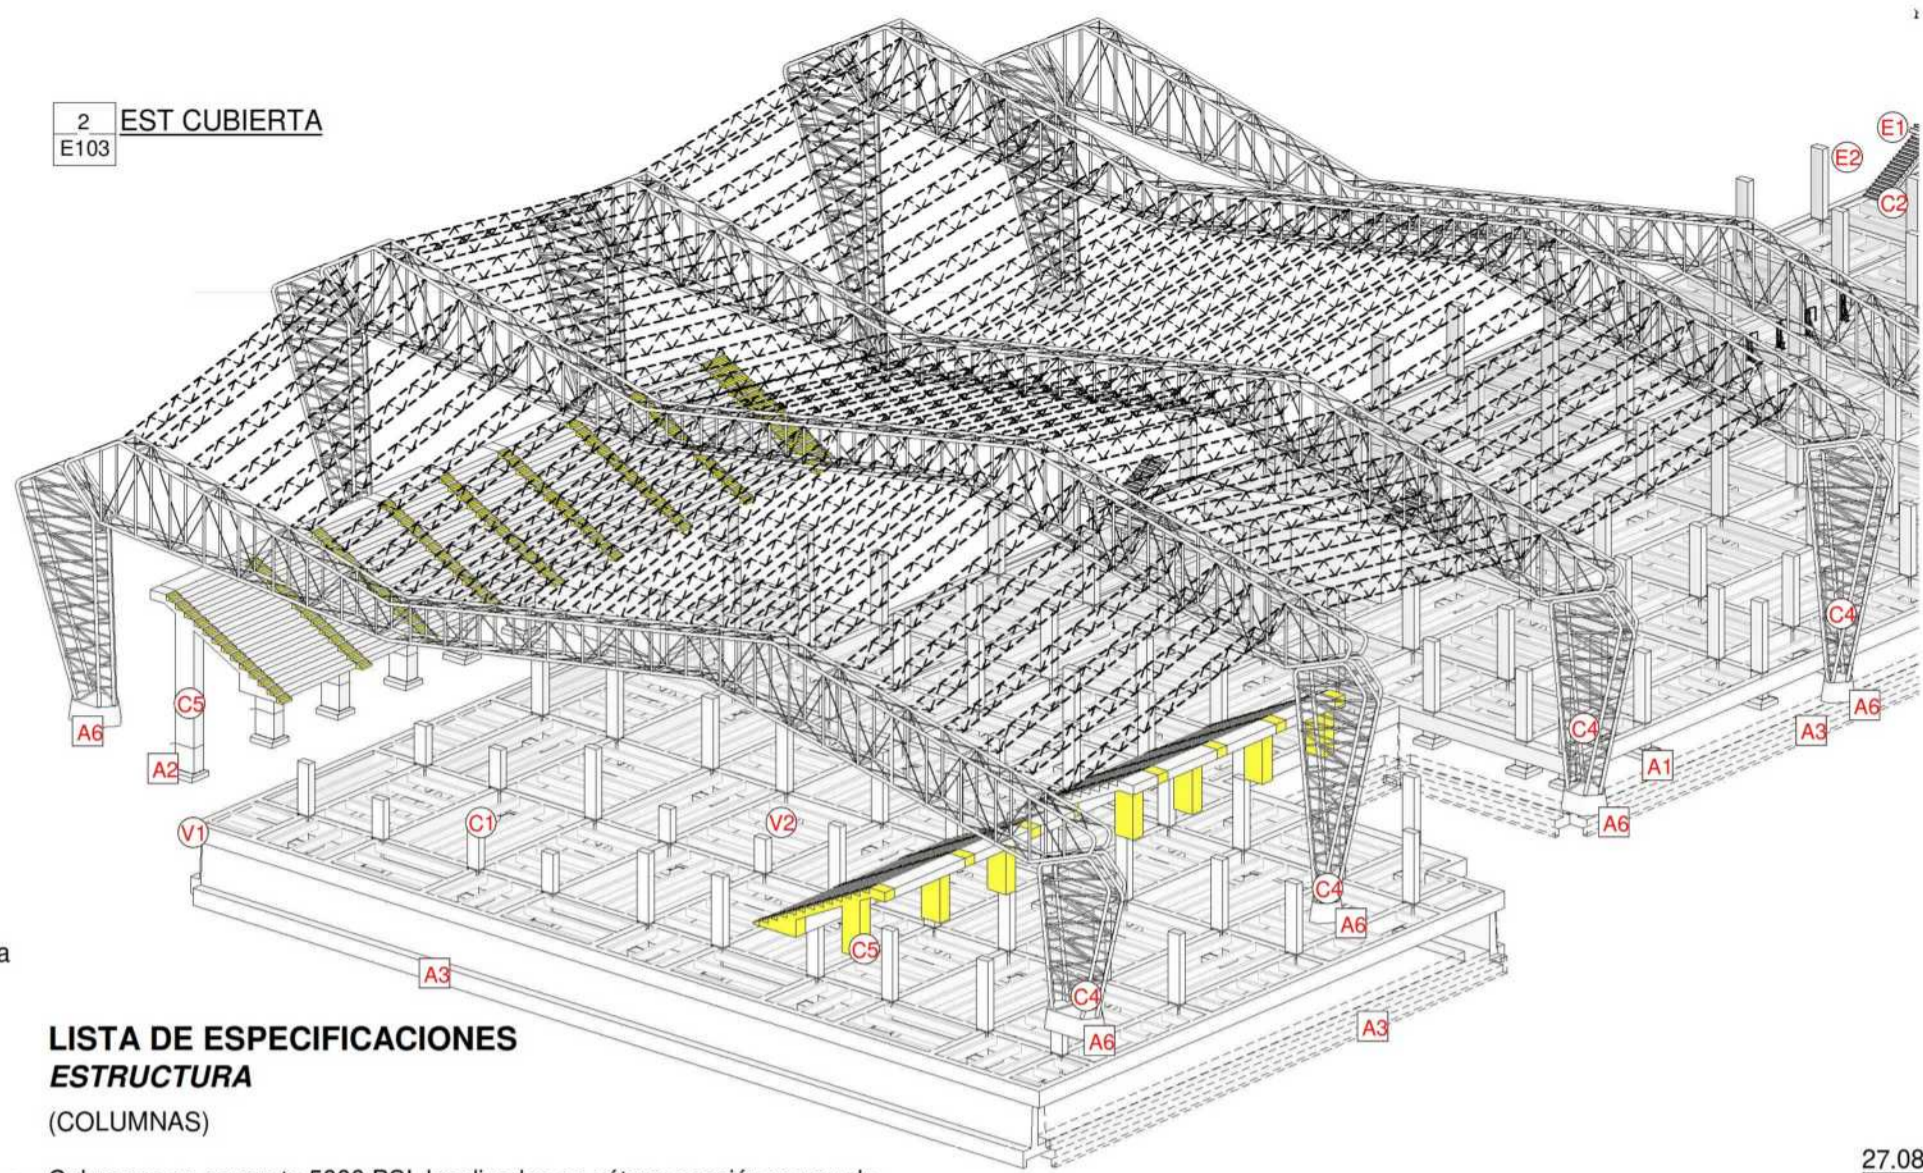 2 EST CUBIERTA
E103
E1
E2
C2
C4
A6
C5
A2
C4
A3
A6
A1
A6
V1
C1
V2
C4
A6
C5
A3
C4
A6
A3
a
LISTA DE ESPECIFICACIONES
ESTRUCTURA
(COLUMNAS)
27.08